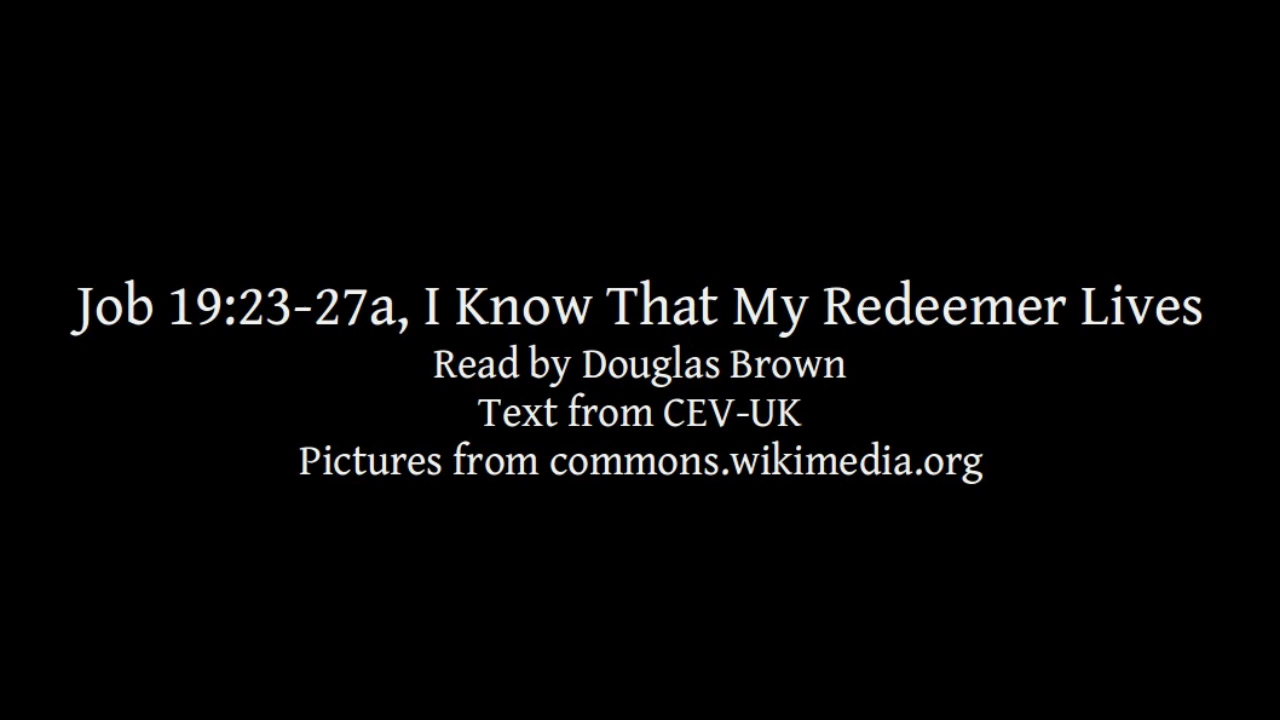 Job 19:23-27a, I Know That My Redeemer Lives
Read by Douglas Brown
Text from CEV-UK
Pictures from commons.wikimedia.org